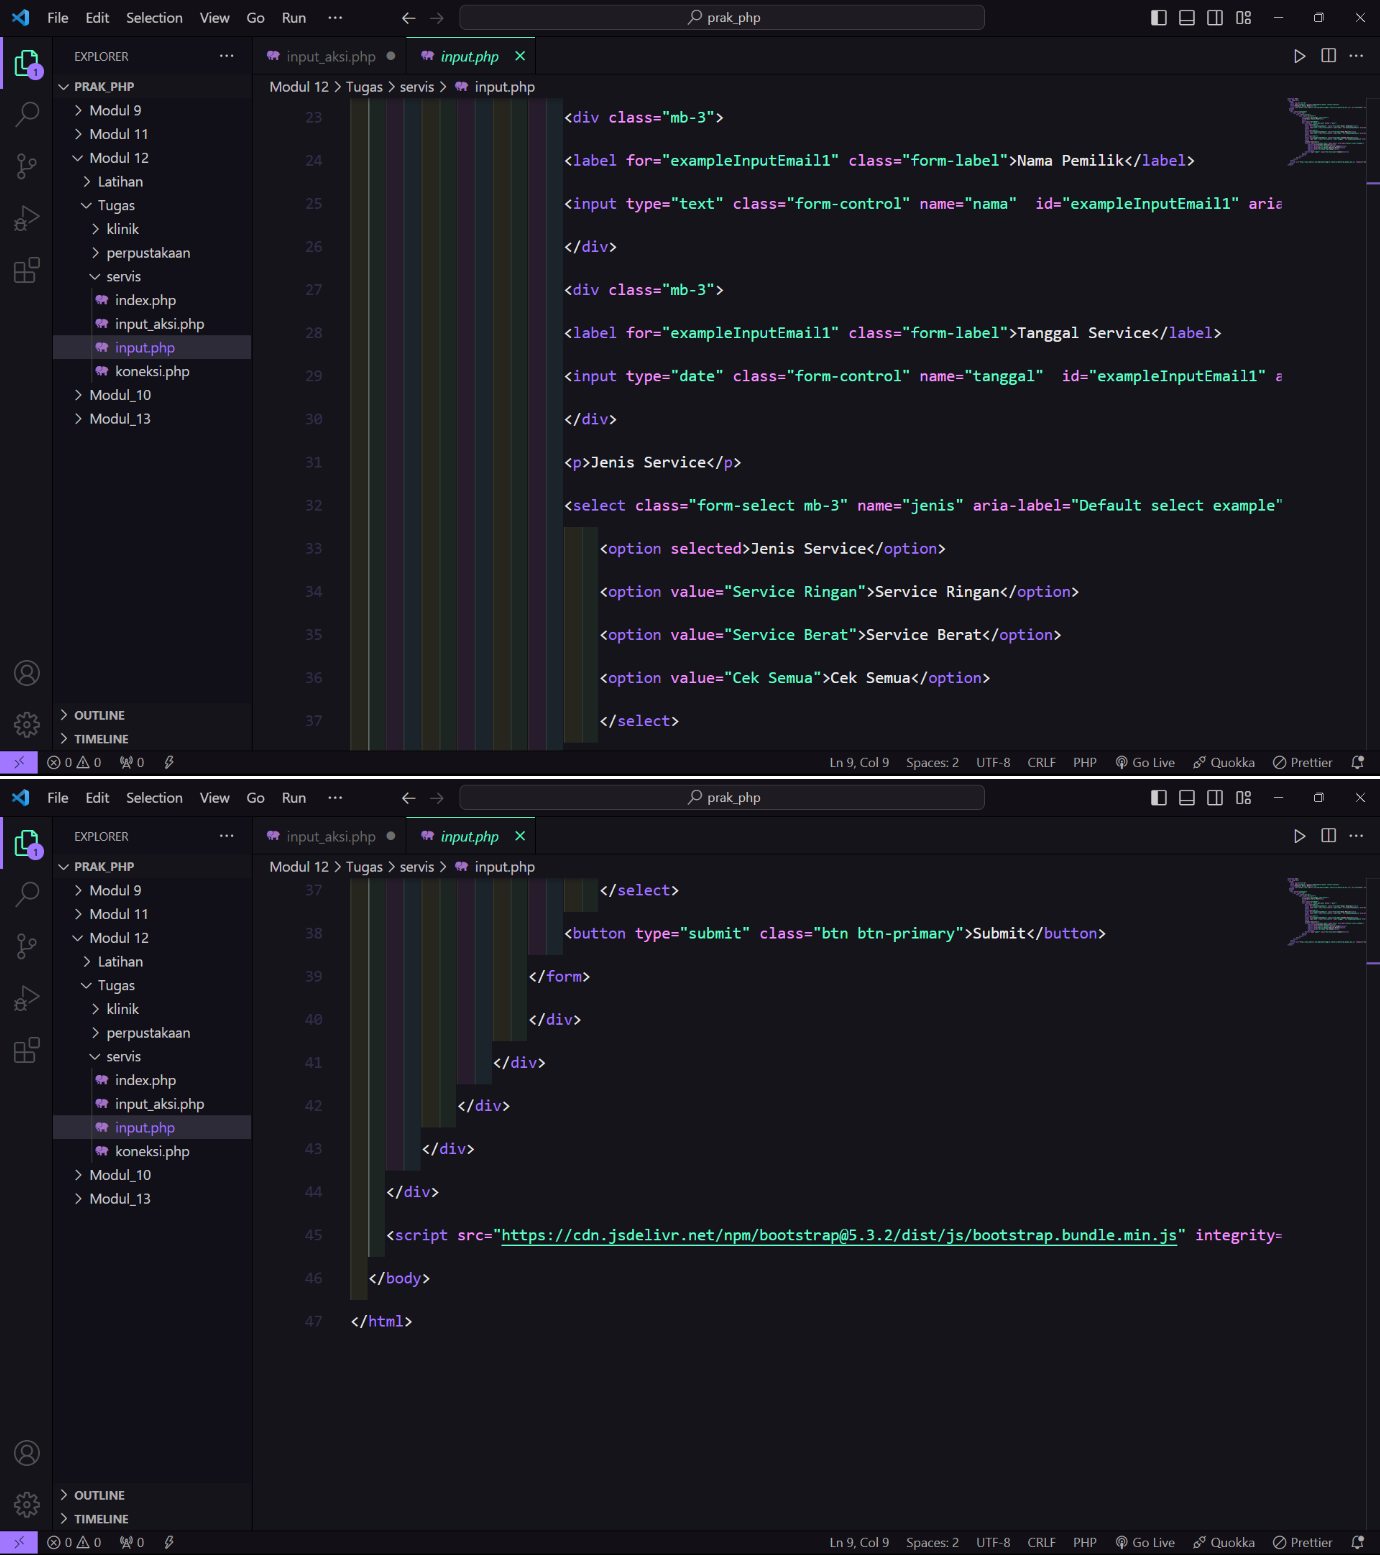 File Edit Selection View Go Run ··· prak_php
EXPLORER ···
input_aksi.php
input.php
PRAK_PHP
Modul 12 > Tugas > servis > input.php
Modul 9
Modul 11
Modul 12
Latihan
Tugas
klinik
perpustakaan
servis
index.php
input_aksi.php
input.php
koneksi.php
Modul_10
Modul_13
OUTLINE
TIMELINE
1
23 <div class="mb-3">
24 <label for="exampleInputEmail1" class="form-label">Nama Pemilik</label>
25 <input type="text" class="form-control" name="nama"  id="exampleInputEmail1" aria
26 </div>
27 <div class="mb-3">
28 <label for="exampleInputEmail1" class="form-label">Tanggal Service</label>
29 <input type="date" class="form-control" name="tanggal"  id="exampleInputEmail1" a
30 </div>
31 <p>Jenis Service</p>
32 <select class="form-select mb-3" name="jenis" aria-label="Default select example"
33 <option selected>Jenis Service</option>
34 <option value="Service Ringan">Service Ringan</option>
35 <option value="Service Berat">Service Berat</option>
36 <option value="Cek Semua">Cek Semua</option>
37 </select>
0 0 0 Ln 9, Col 9 Spaces: 2 UTF-8 CRLF PHP Go Live Quokka Prettier
File Edit Selection View Go Run ··· prak_php
EXPLORER ···
input_aksi.php
input.php
PRAK_PHP
Modul 12 > Tugas > servis > input.php
Modul 9
Modul 11
Modul 12
Latihan
Tugas
klinik
perpustakaan
servis
index.php
input_aksi.php
input.php
koneksi.php
Modul_10
Modul_13
OUTLINE
TIMELINE
1
37 </select>
38 <button type="submit" class="btn btn-primary">Submit</button>
39 </form>
40 </div>
41 </div>
42 </div>
43 </div>
44 </div>
45 <script src="https://cdn.jsdelivr.net/npm/bootstrap@5.3.2/dist/js/bootstrap.bundle.min.js" integrity=
46 </body>
47 </html>
0 0 0 Ln 9, Col 9 Spaces: 2 UTF-8 CRLF PHP Go Live Quokka Prettier